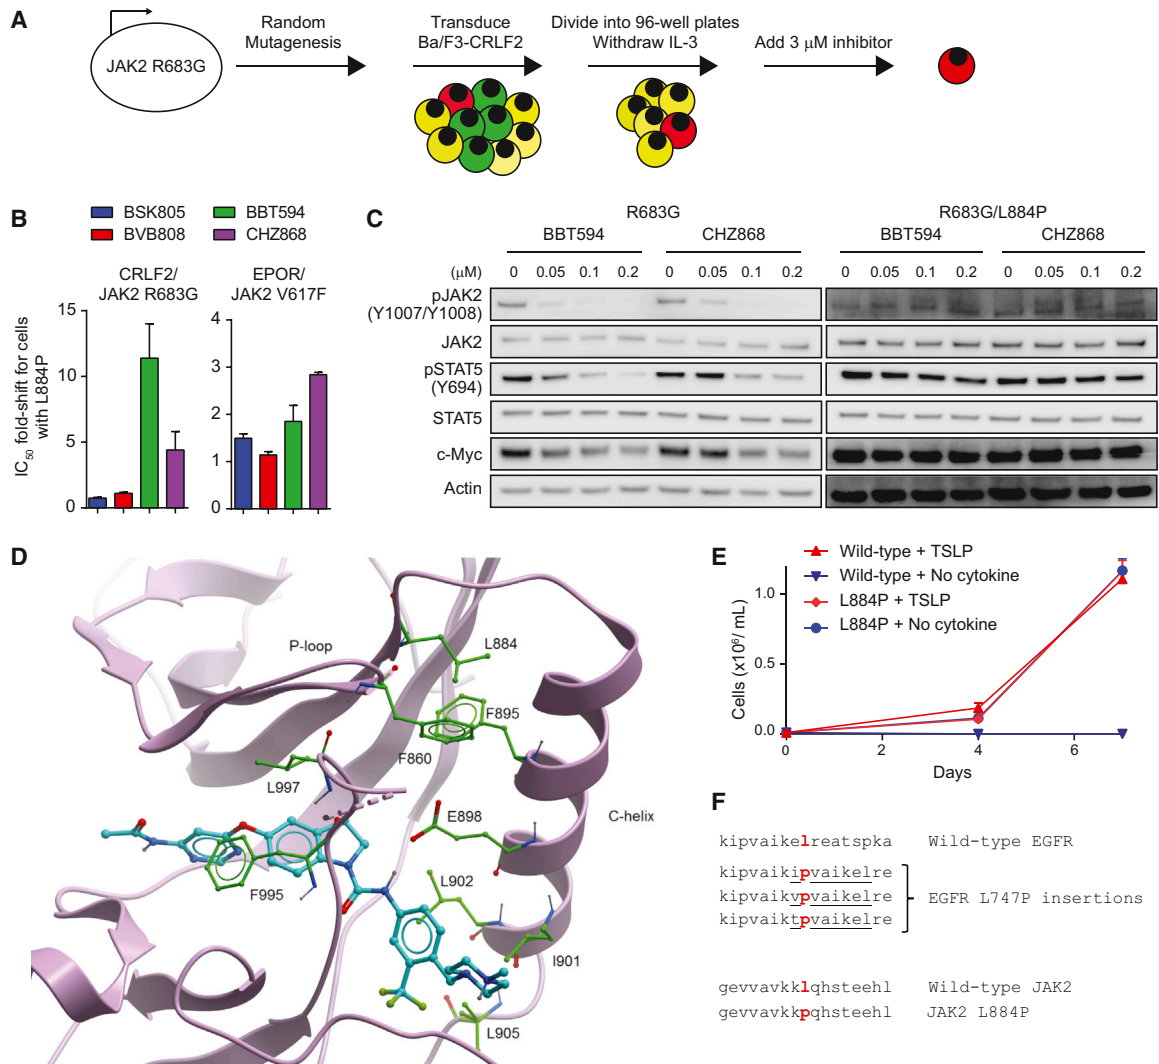 A
JAK2 R683G
Random
Mutagenesis
Transduce
Ba/F3-CRLF2
Divide into 96-well plates
Withdraw IL-3
Add 3 μM inhibitor
B
BSK805
BBT594
BVB808
CHZ868
CRLF2/
JAK2 R683G
EPOR/
JAK2 V617F
IC50 fold-shift for cells
with L884P
15
10
5
0
4
3
2
1
0
C
R683G
R683G/L884P
BBT594
CHZ868
BBT594
CHZ868
(μM) 0 0.05 0.1 0.2 0 0.05 0.1 0.2 0 0.05 0.1 0.2 0 0.05 0.1 0.2
pJAK2
(Y1007/Y1008)
JAK2
pSTAT5
(Y694)
STAT5
c-Myc
Actin
D
P-loop
L884
F895
F860
L997
E898
C-helix
F995
L902
I901
L905
E
Wild-type + TSLP
Wild-type + No cytokine
L884P + TSLP
L884P + No cytokine
Cells (x10⁶/ mL)
1.0
0.5
0.0
0 2 4 6
Days
F
kipvaikelreatspka Wild-type EGFR
kipvaikipvaikelre
kipvaikvpvaikelre EGFR L747P insertions
kipvaiktpvaikelre
gevvavkklqhsteehl Wild-type JAK2
gevvavkkpqhsteehl JAK2 L884P